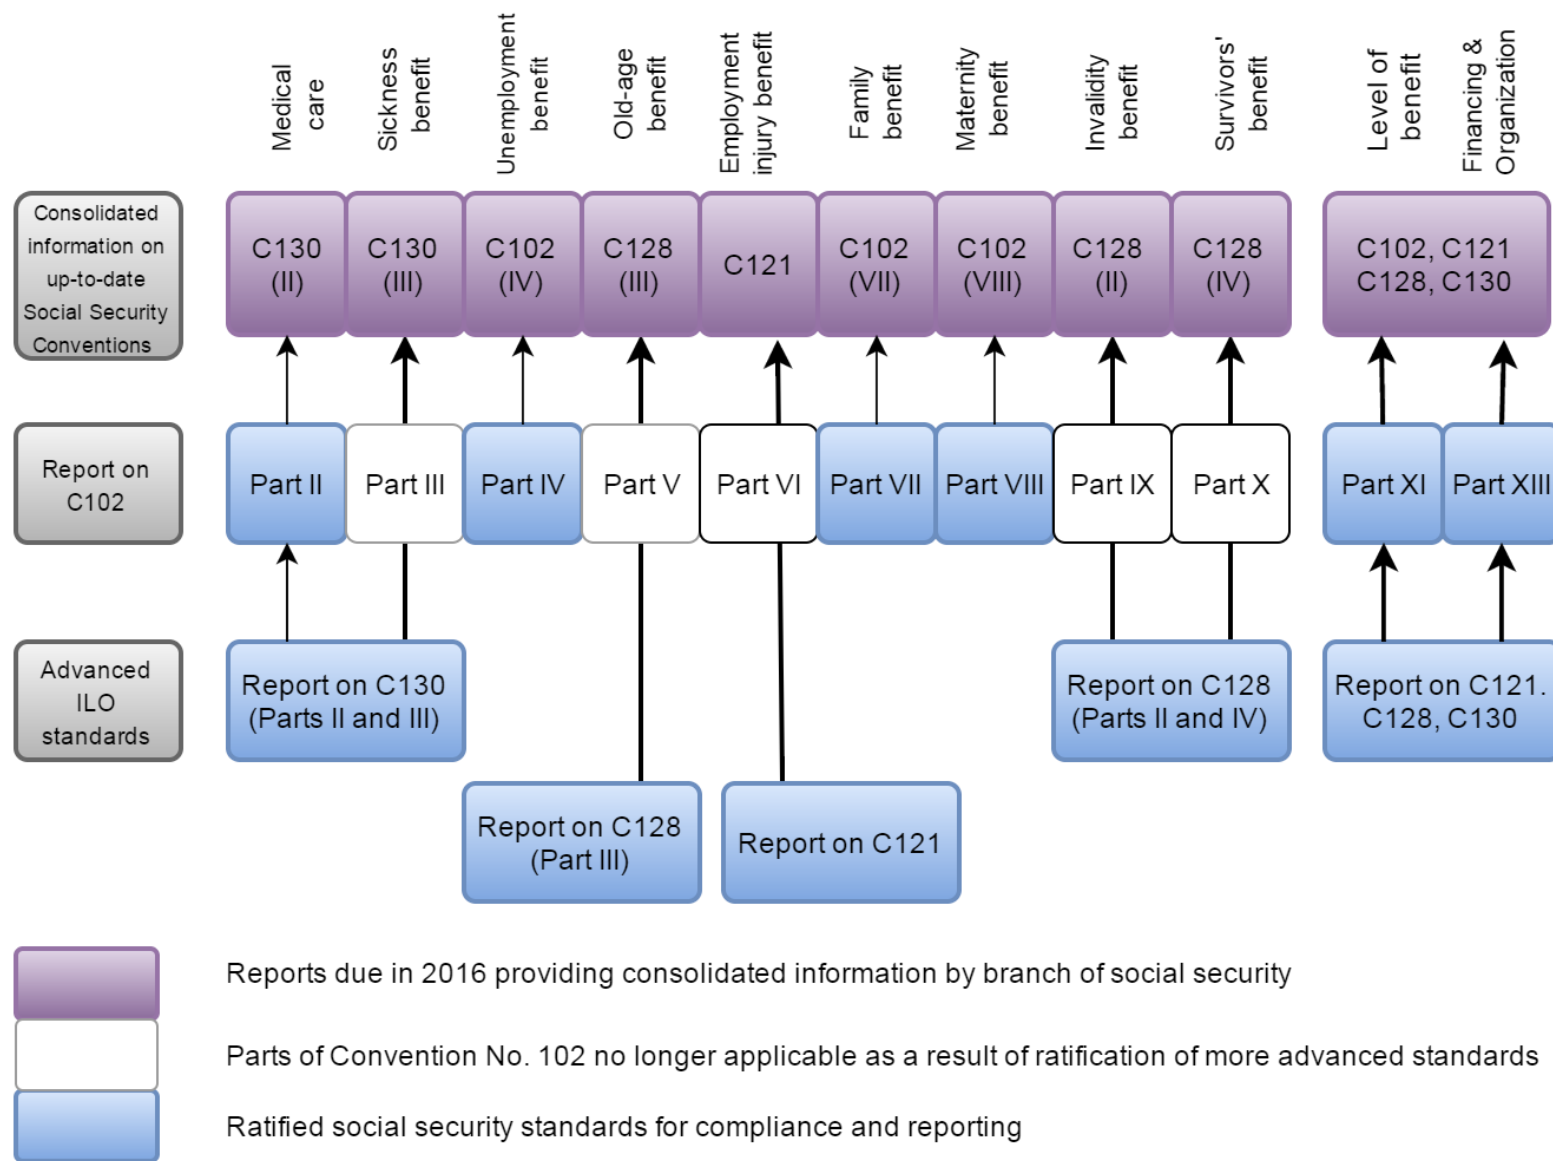 Medical
care
Sickness
benefit
Unemployment
benefit
Old-age
benefit
Employment
injury benefit
Family
benefit
Maternity
benefit
Invalidity
benefit
Survivors'
benefit
Level of
benefit
Financing &
Organization
Consolidated
information on
up-to-date
Social Security
Conventions
C130
(II)
C130
(III)
C102
(IV)
C128
(III)
C121
C102
(VII)
C102
(VIII)
C128
(II)
C128
(IV)
C102, C121
C128, C130
Report on
C102
Part II
Part III
Part IV
Part V
Part VI
Part VII
Part VIII
Part IX
Part X
Part XI
Part XIII
Advanced
ILO
standards
Report on C130
(Parts II and III)
Report on C128
(Parts II and IV)
Report on C121.
C128, C130
Report on C128
(Part III)
Report on C121
Reports due in 2016 providing consolidated information by branch of social security
Parts of Convention No. 102 no longer applicable as a result of ratification of more advanced standards
Ratified social security standards for compliance and reporting